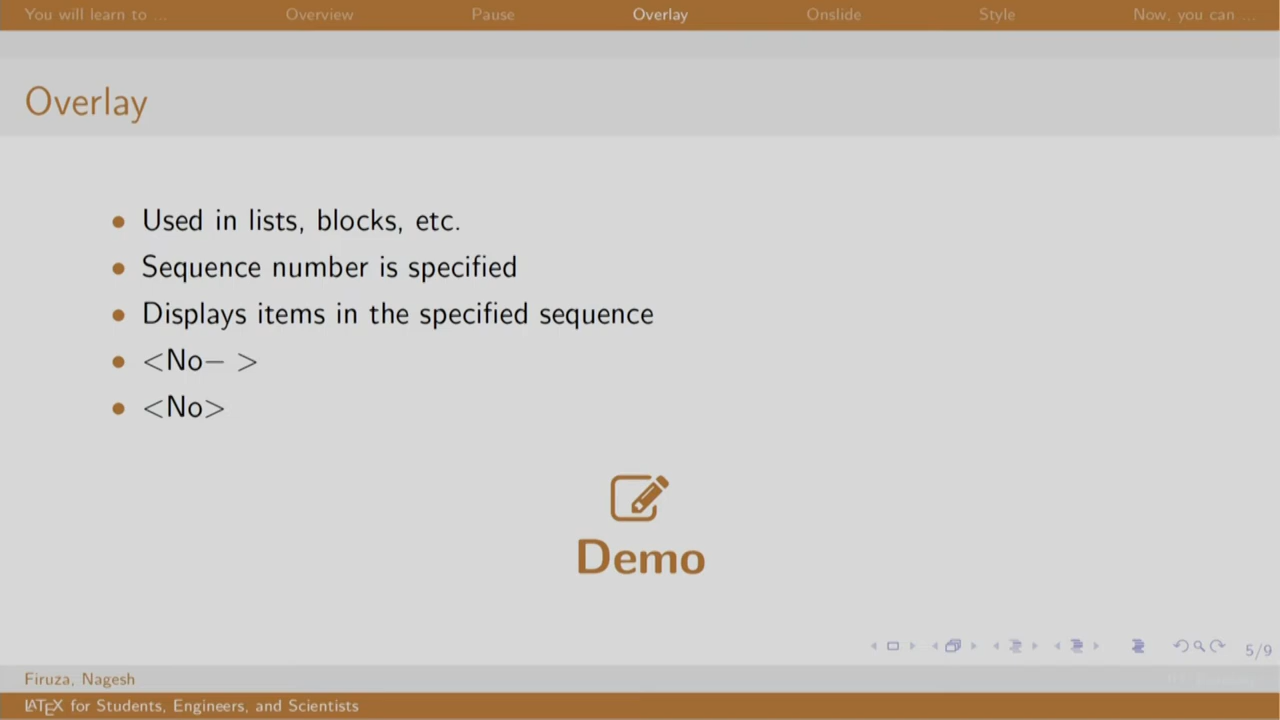 You will learn to ... Overview Pause Overlay Onslide Style Now, you can ...
Overlay
• Used in lists, blocks, etc.
• Sequence number is specified
• Displays items in the specified sequence
• <No− >
• <No>
Demo
5/9
Firuza, Nagesh
LATEX for Students, Engineers, and Scientists